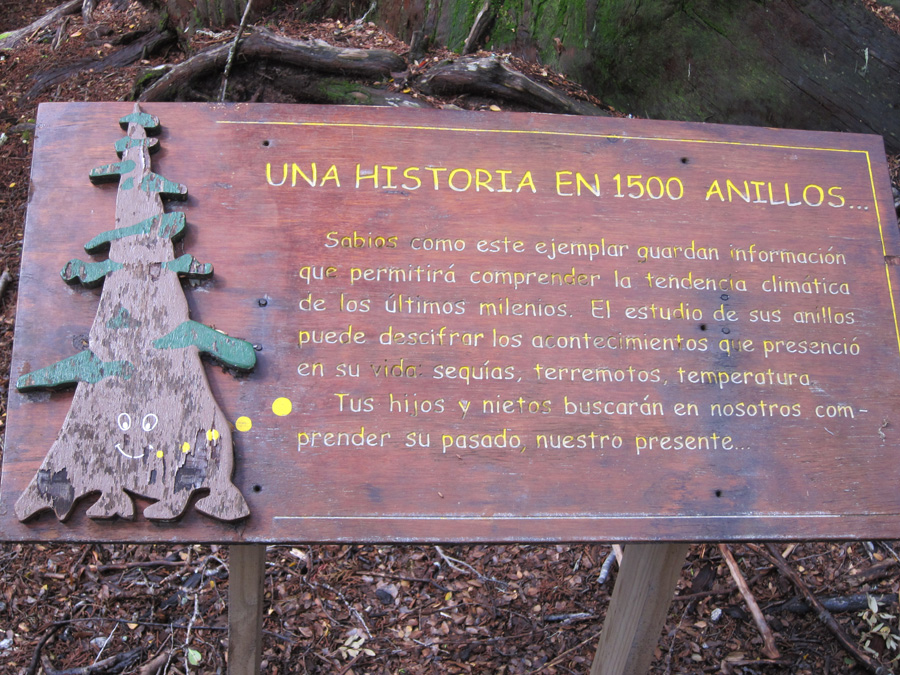 UNA HISTORIA EN 1500 ANILLOS...
Sabios como este ejemplar guardan información
que permitirá comprender la tendencia climática
de los últimos milenios. El estudio de sus anillos
puede descifrar los acontecimientos que presenció
en su vida: sequías, terremotos, temperatura
Tus hijos y nietos buscarán en nosotros com-
prender su pasado, nuestro presente...